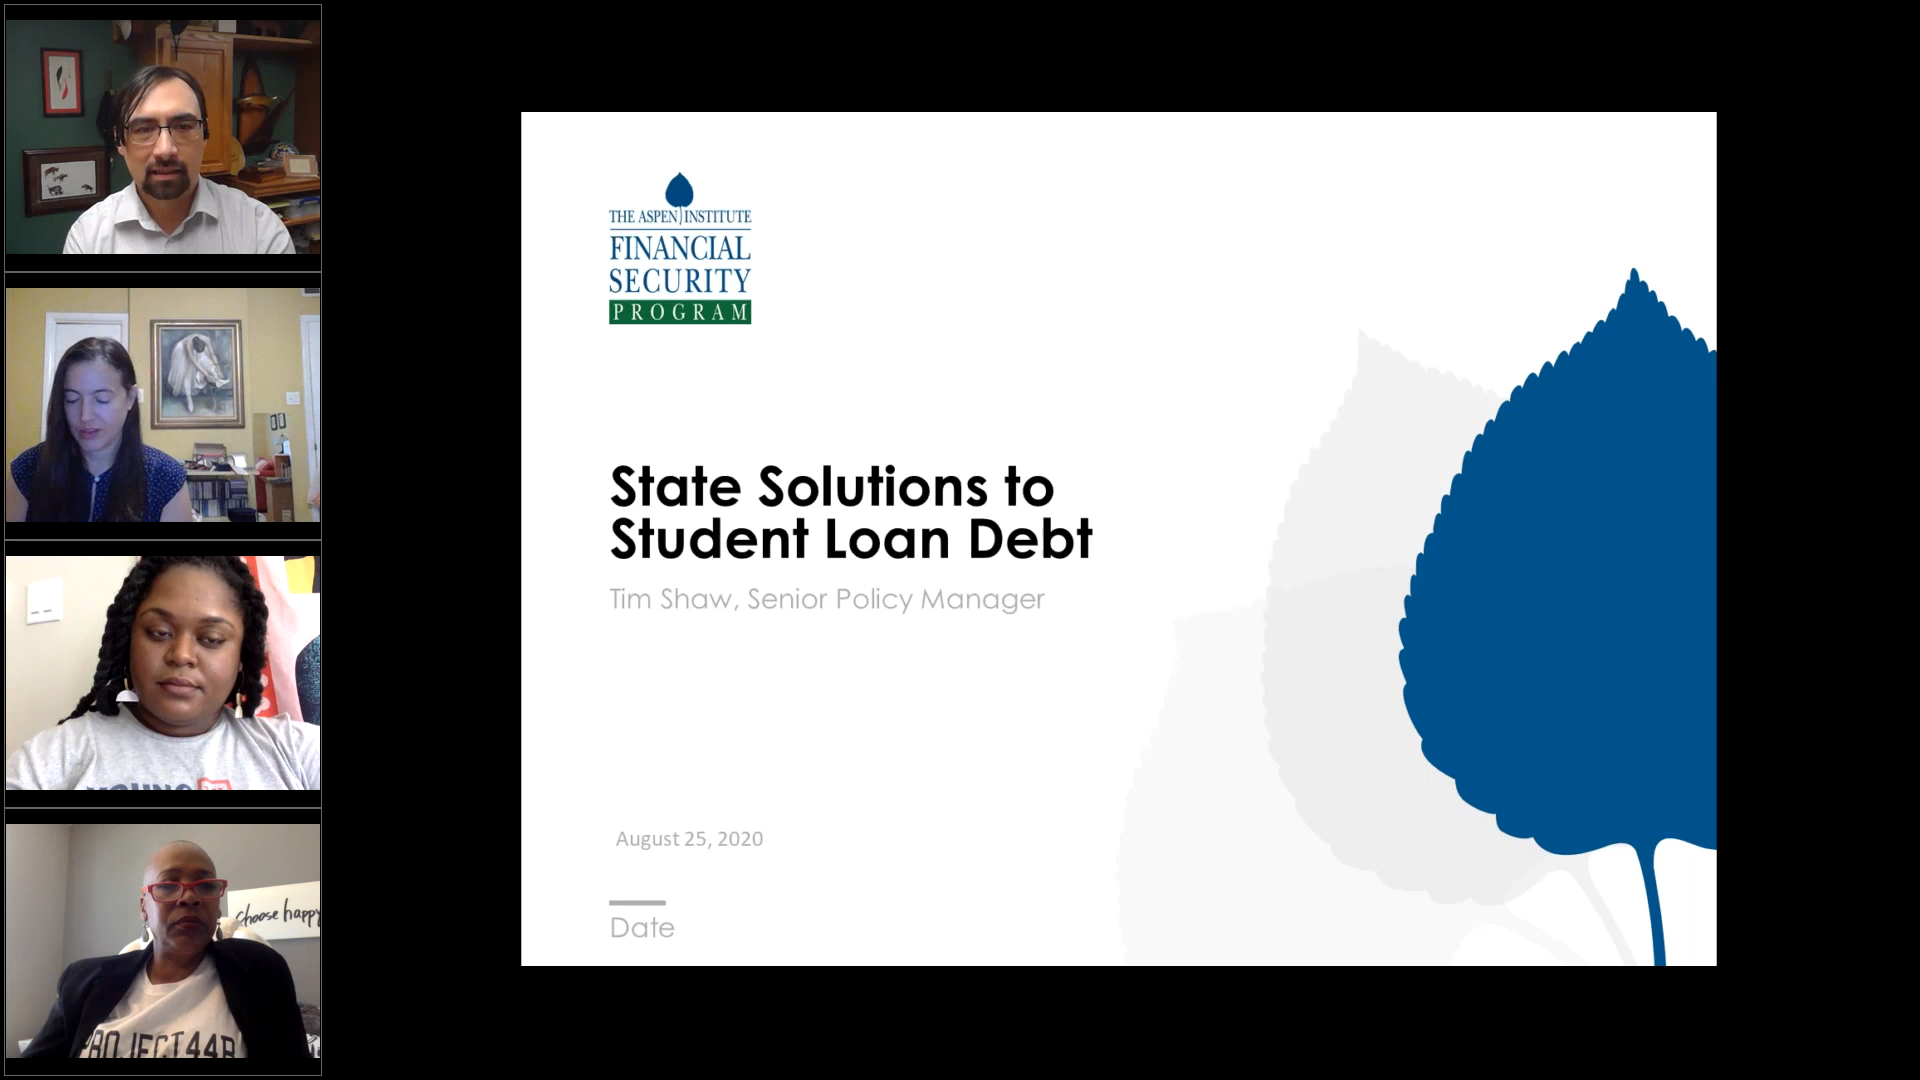 THE ASPEN INSTITUTE
FINANCIAL
SECURITY
PROGRAM
State Solutions to
Student Loan Debt
Tim Shaw, Senior Policy Manager
August 25, 2020
Date
choose happy
PROJECT44B